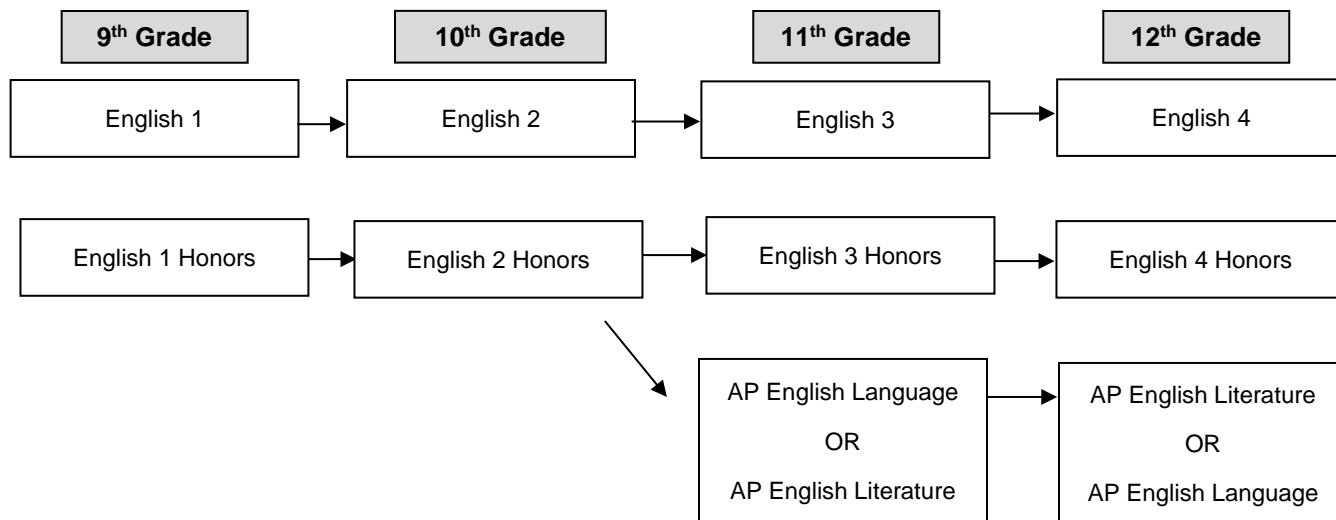 9th Grade
10th Grade
11th Grade
12th Grade
English 1
English 2
English 3
English 4
English 1 Honors
English 2 Honors
English 3 Honors
English 4 Honors
AP English Language
OR
AP English Literature
AP English Literature
OR
AP English Language